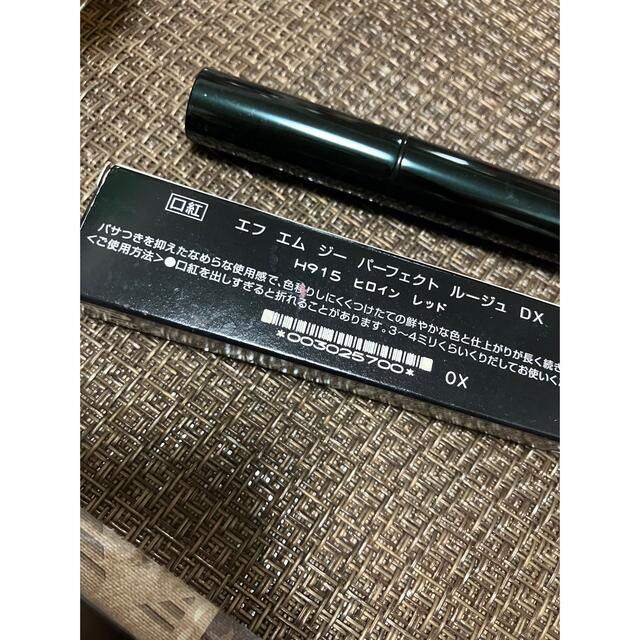 口紅
エフ エム ジー パーフェクト ルージュ DX
H915 ヒロイン レッド
パサつきを抑えたなめらな使用感で、色移りしにくくつけたての鮮やかな色と仕上がりが長く続き
<ご使用方法>●口紅を出しすぎると折れることがあります。3~4ミリくらいくりだしてお使いくだ
*003025700*
OX